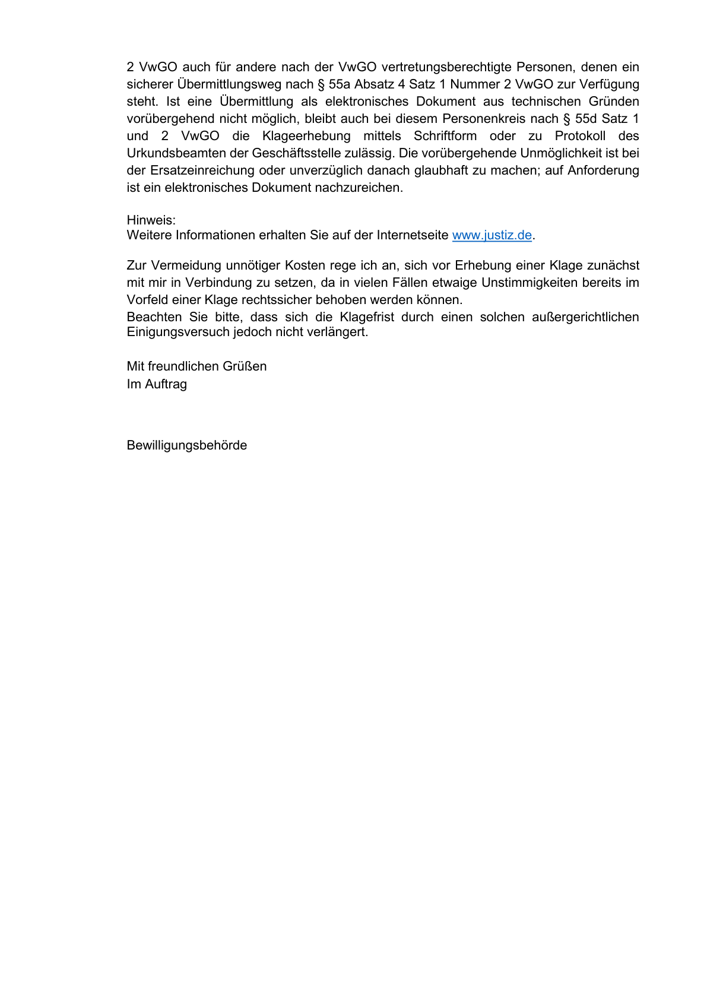 2 VwGO auch für andere nach der VwGO vertretungsberechtigte Personen, denen ein
sicherer Übermittlungsweg nach § 55a Absatz 4 Satz 1 Nummer 2 VwGO zur Verfügung
steht. Ist eine Übermittlung als elektronisches Dokument aus technischen Gründen
vorübergehend nicht möglich, bleibt auch bei diesem Personenkreis nach § 55d Satz 1
und 2 VwGO die Klageerhebung mittels Schriftform oder zu Protokoll des
Urkundsbeamten der Geschäftsstelle zulässig. Die vorübergehende Unmöglichkeit ist bei
der Ersatzeinreichung oder unverzüglich danach glaubhaft zu machen; auf Anforderung
ist ein elektronisches Dokument nachzureichen.
Hinweis:
Weitere Informationen erhalten Sie auf der Internetseite www.justiz.de.
Zur Vermeidung unnötiger Kosten rege ich an, sich vor Erhebung einer Klage zunächst
mit mir in Verbindung zu setzen, da in vielen Fällen etwaige Unstimmigkeiten bereits im
Vorfeld einer Klage rechtssicher behoben werden können.
Beachten Sie bitte, dass sich die Klagefrist durch einen solchen außergerichtlichen
Einigungsversuch jedoch nicht verlängert.
Mit freundlichen Grüßen
Im Auftrag
Bewilligungsbehörde